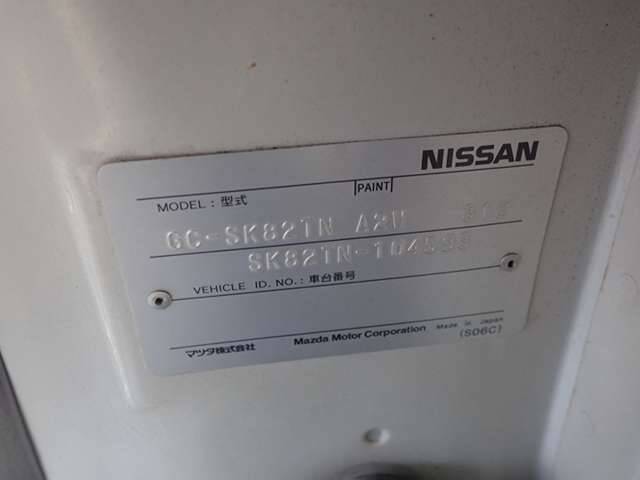 NISSAN
MODEL : 型式 PAINT
GC-SK82TN A2W
SK82TN-
VEHICLE ID. NO. : 車台番号
マツダ株式会社 Mazda Motor Corporation Made in Japan
(S06C)